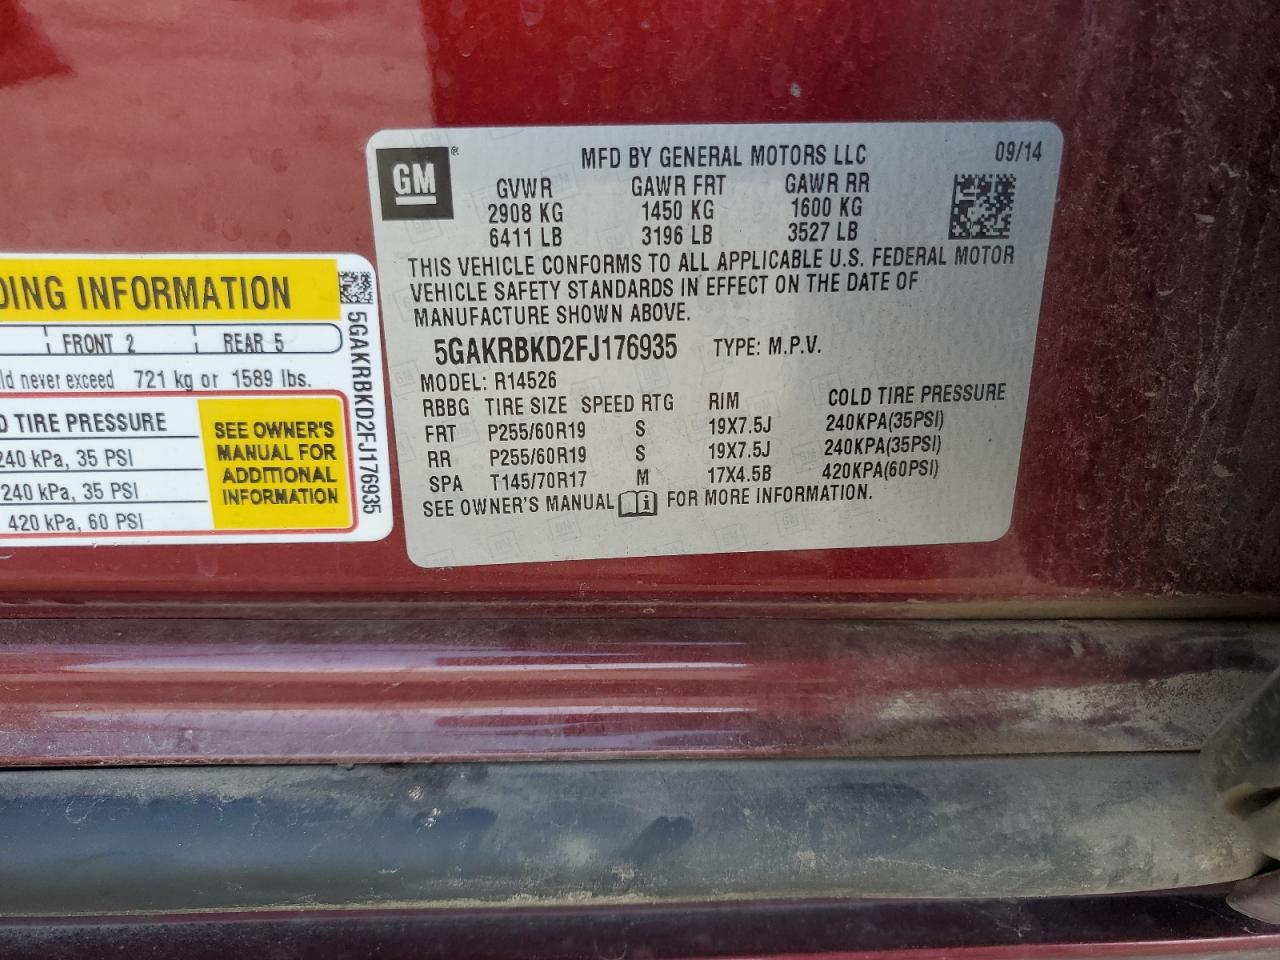 GM®
MFD BY GENERAL MOTORS LLC 09/14
GVWR GAWR FRT GAWR RR
2908 KG 1450 KG 1600 KG
6411 LB 3196 LB 3527 LB
THIS VEHICLE CONFORMS TO ALL APPLICABLE U.S. FEDERAL MOTOR
VEHICLE SAFETY STANDARDS IN EFFECT ON THE DATE OF
MANUFACTURE SHOWN ABOVE.
5GAKRBKD2FJ176935 TYPE: M.P.V.
MODEL: R14526
RBBG TIRE SIZE SPEED RTG RIM COLD TIRE PRESSURE
FRT P255/60R19 S 19X7.5J 240KPA(35PSI)
RR P255/60R19 S 19X7.5J 240KPA(35PSI)
SPA T145/70R17 M 17X4.5B 420KPA(60PSI)
SEE OWNER'S MANUAL FOR MORE INFORMATION.
INFORMATION
FRONT 2 REAR 5
never exceed 721 kg or 1589 lbs.
TIRE PRESSURE
240 kPa, 35 PSI
240 kPa, 35 PSI
420 kPa, 60 PSI
SEE OWNER'S
MANUAL FOR
ADDITIONAL
INFORMATION
5GAKRBKD2FJ176935